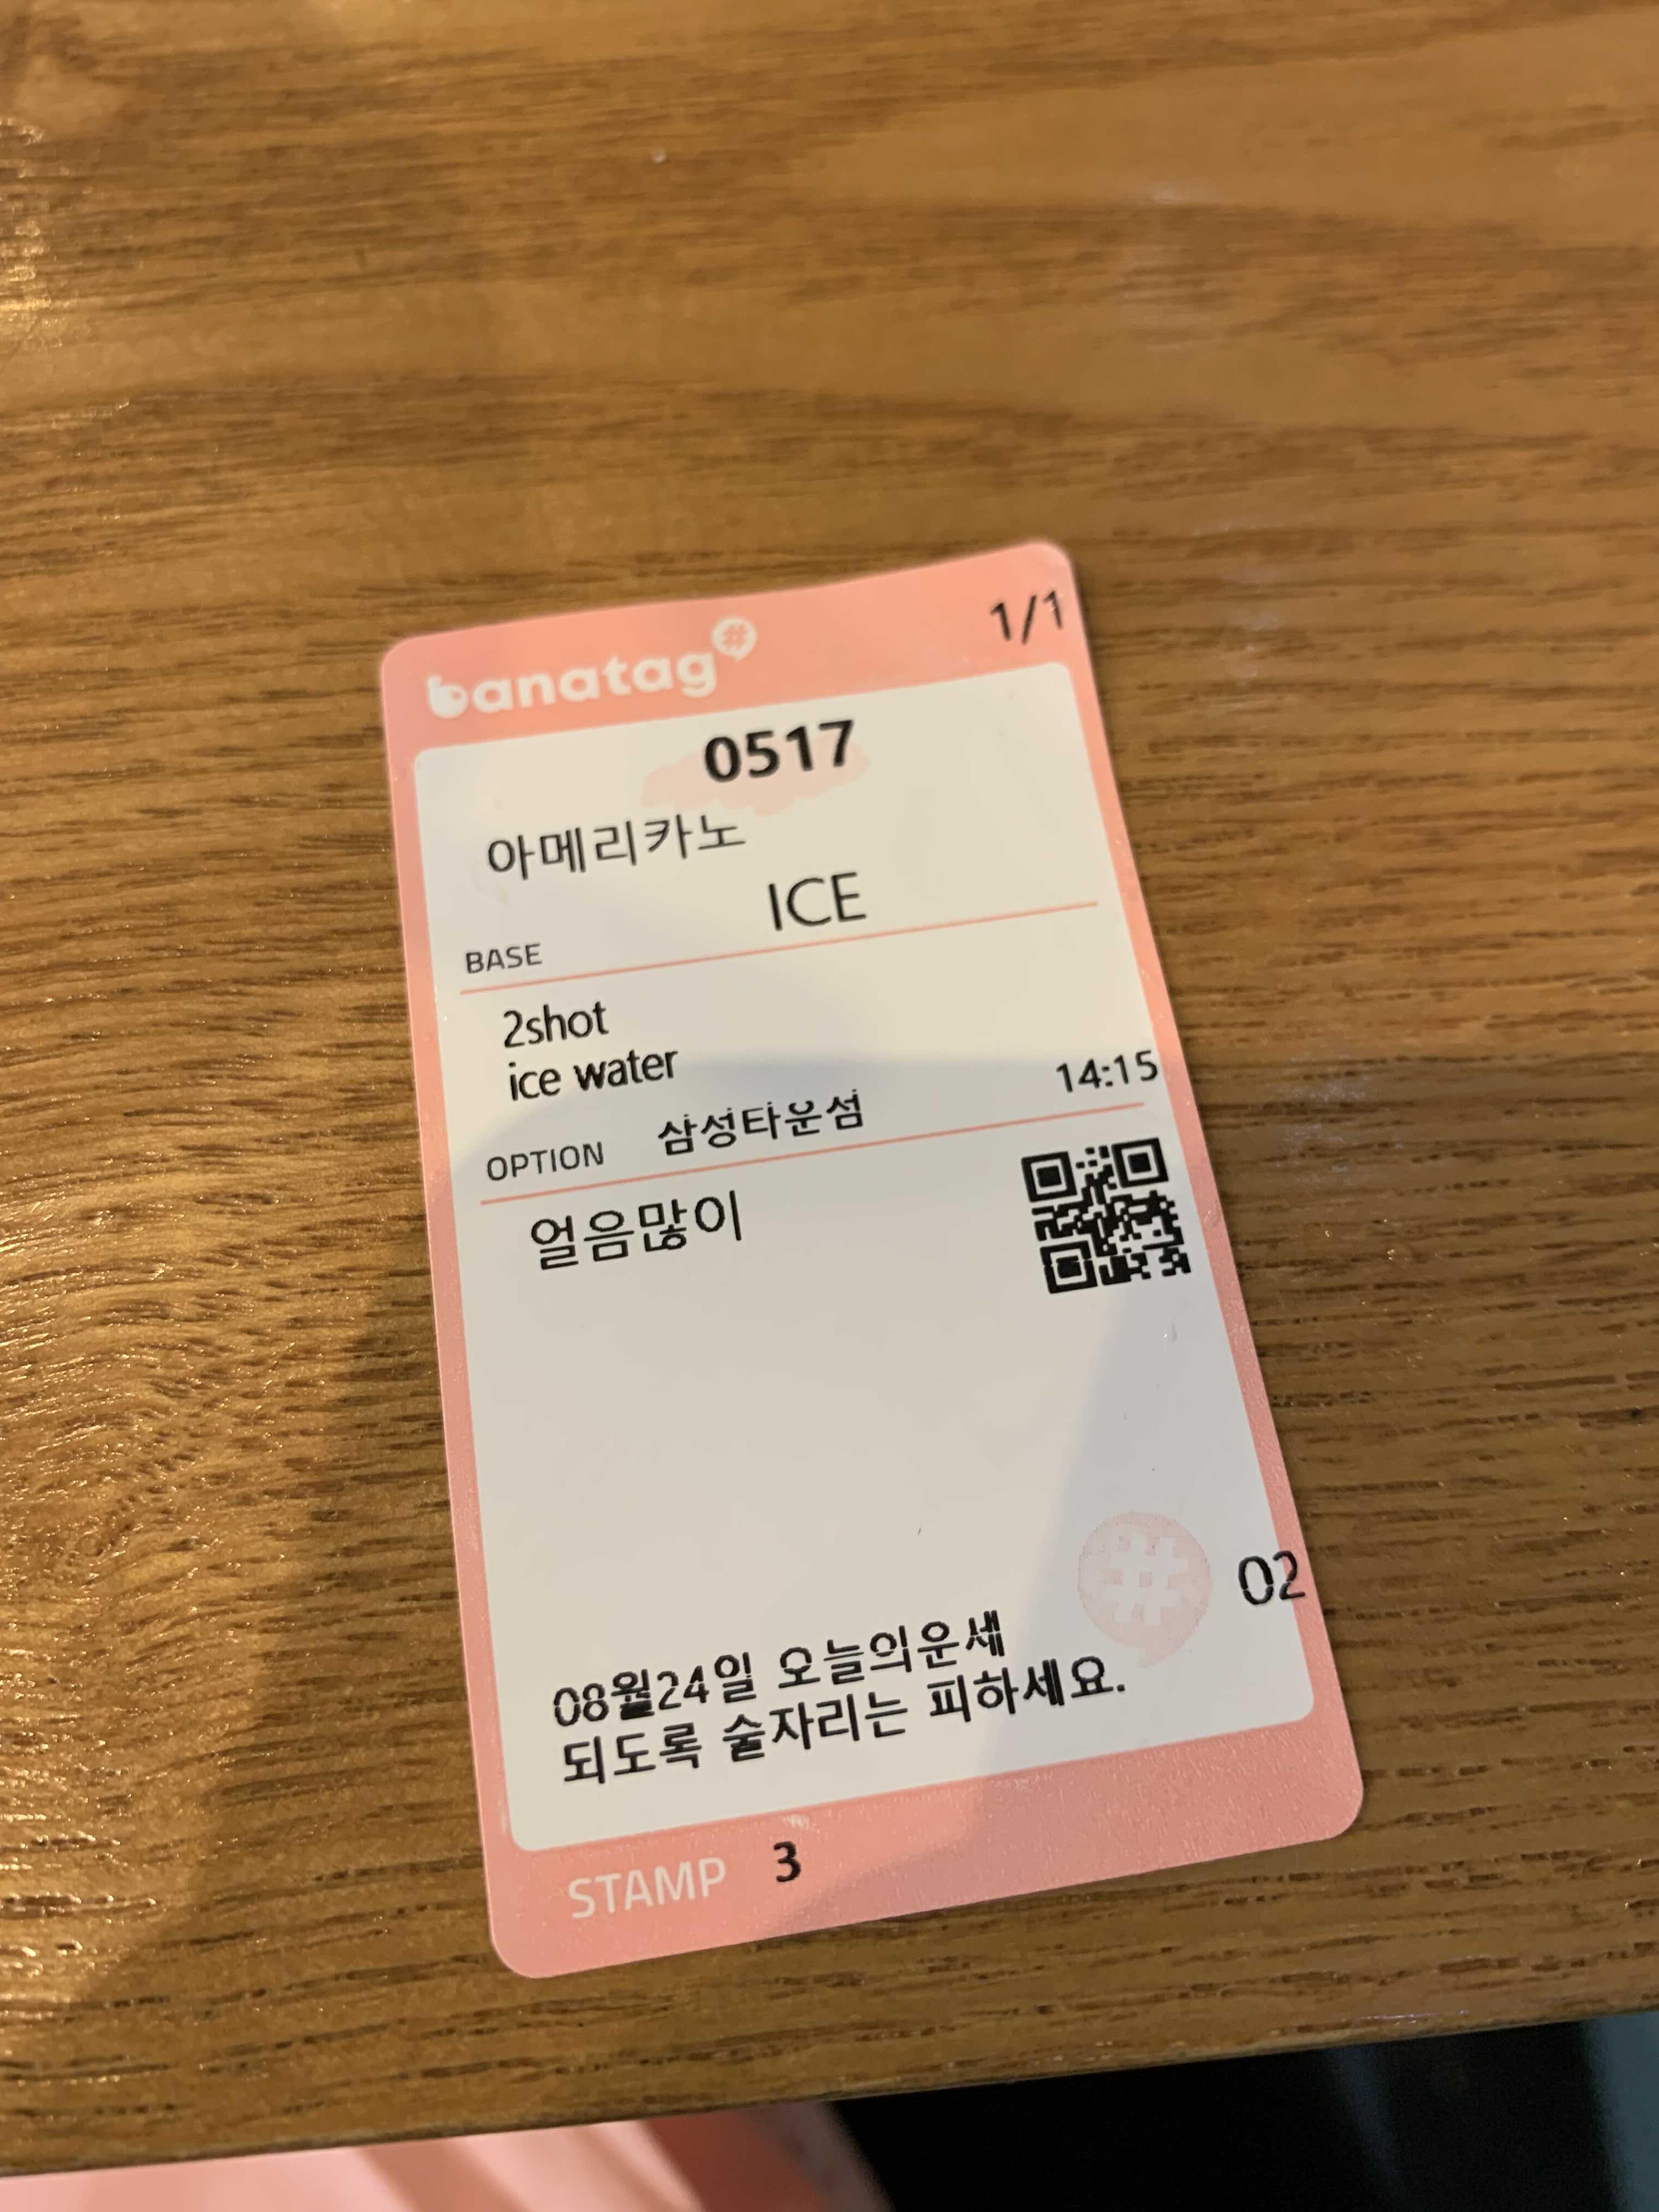 banatag#
1/1
0517
아메리카노
ICE
BASE
2shot
ice water
14:15
OPTION 삼성타운섬
얼음많이
#
02
08월24일 오늘의운세
되도록 술자리는 피하세요.
STAMP 3